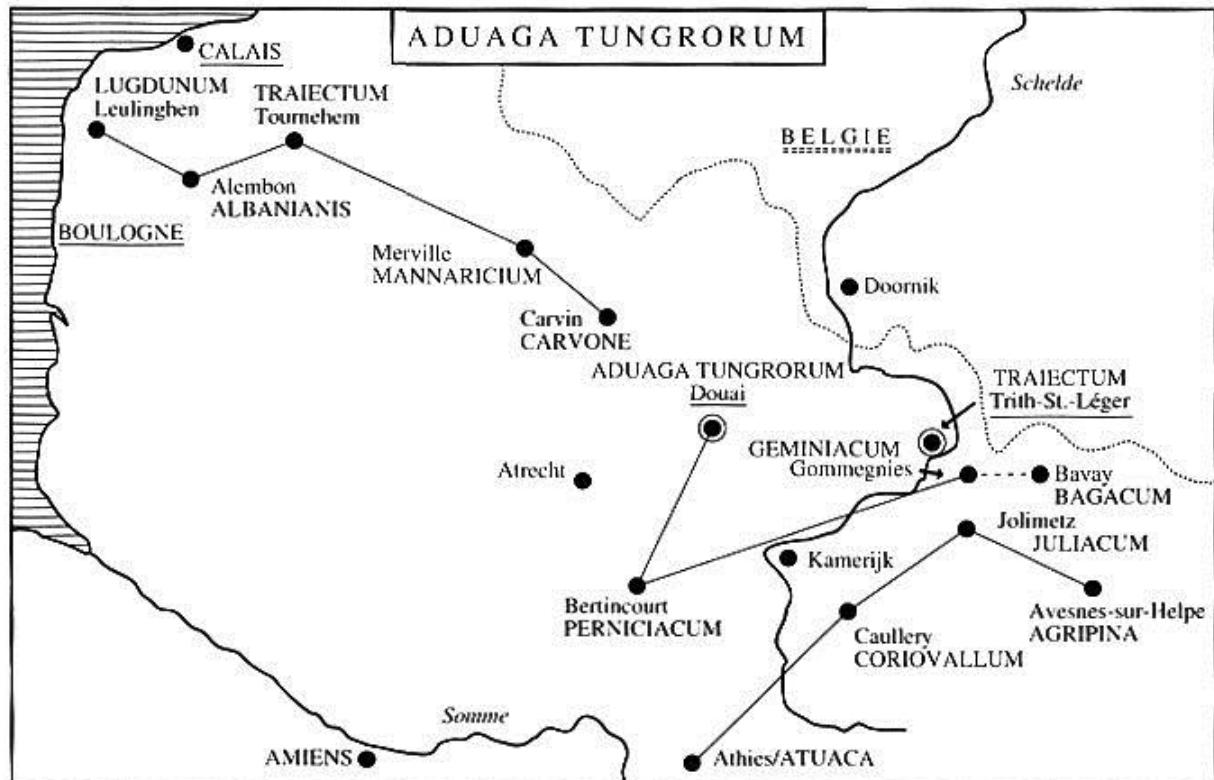 ADUAGA TUNGRORUM
CALAIS
Schelde
LUGDUNUM
Leulinghen
TRAIECTUM
Tournehem
BELGIE
Alembon
ALBANIANIS
BOULOGNE
Merville
MANNARICIUM
Doornik
Carvin
CARVONE
ADUAGA TUNGRORUM
Douai
TRAIECTUM
Trith-St.-Léger
GEMINIACUM
Gommegnies
Atrecht
Bavay
BAGACUM
Jolimetz
JULIACUM
Kamerijk
Bertincourt
PERNICIACUM
Avesnes-sur-Helpe
AGRIPINA
Caullery
CORIOVALLUM
Somme
AMIENS
Athies/ATUACA